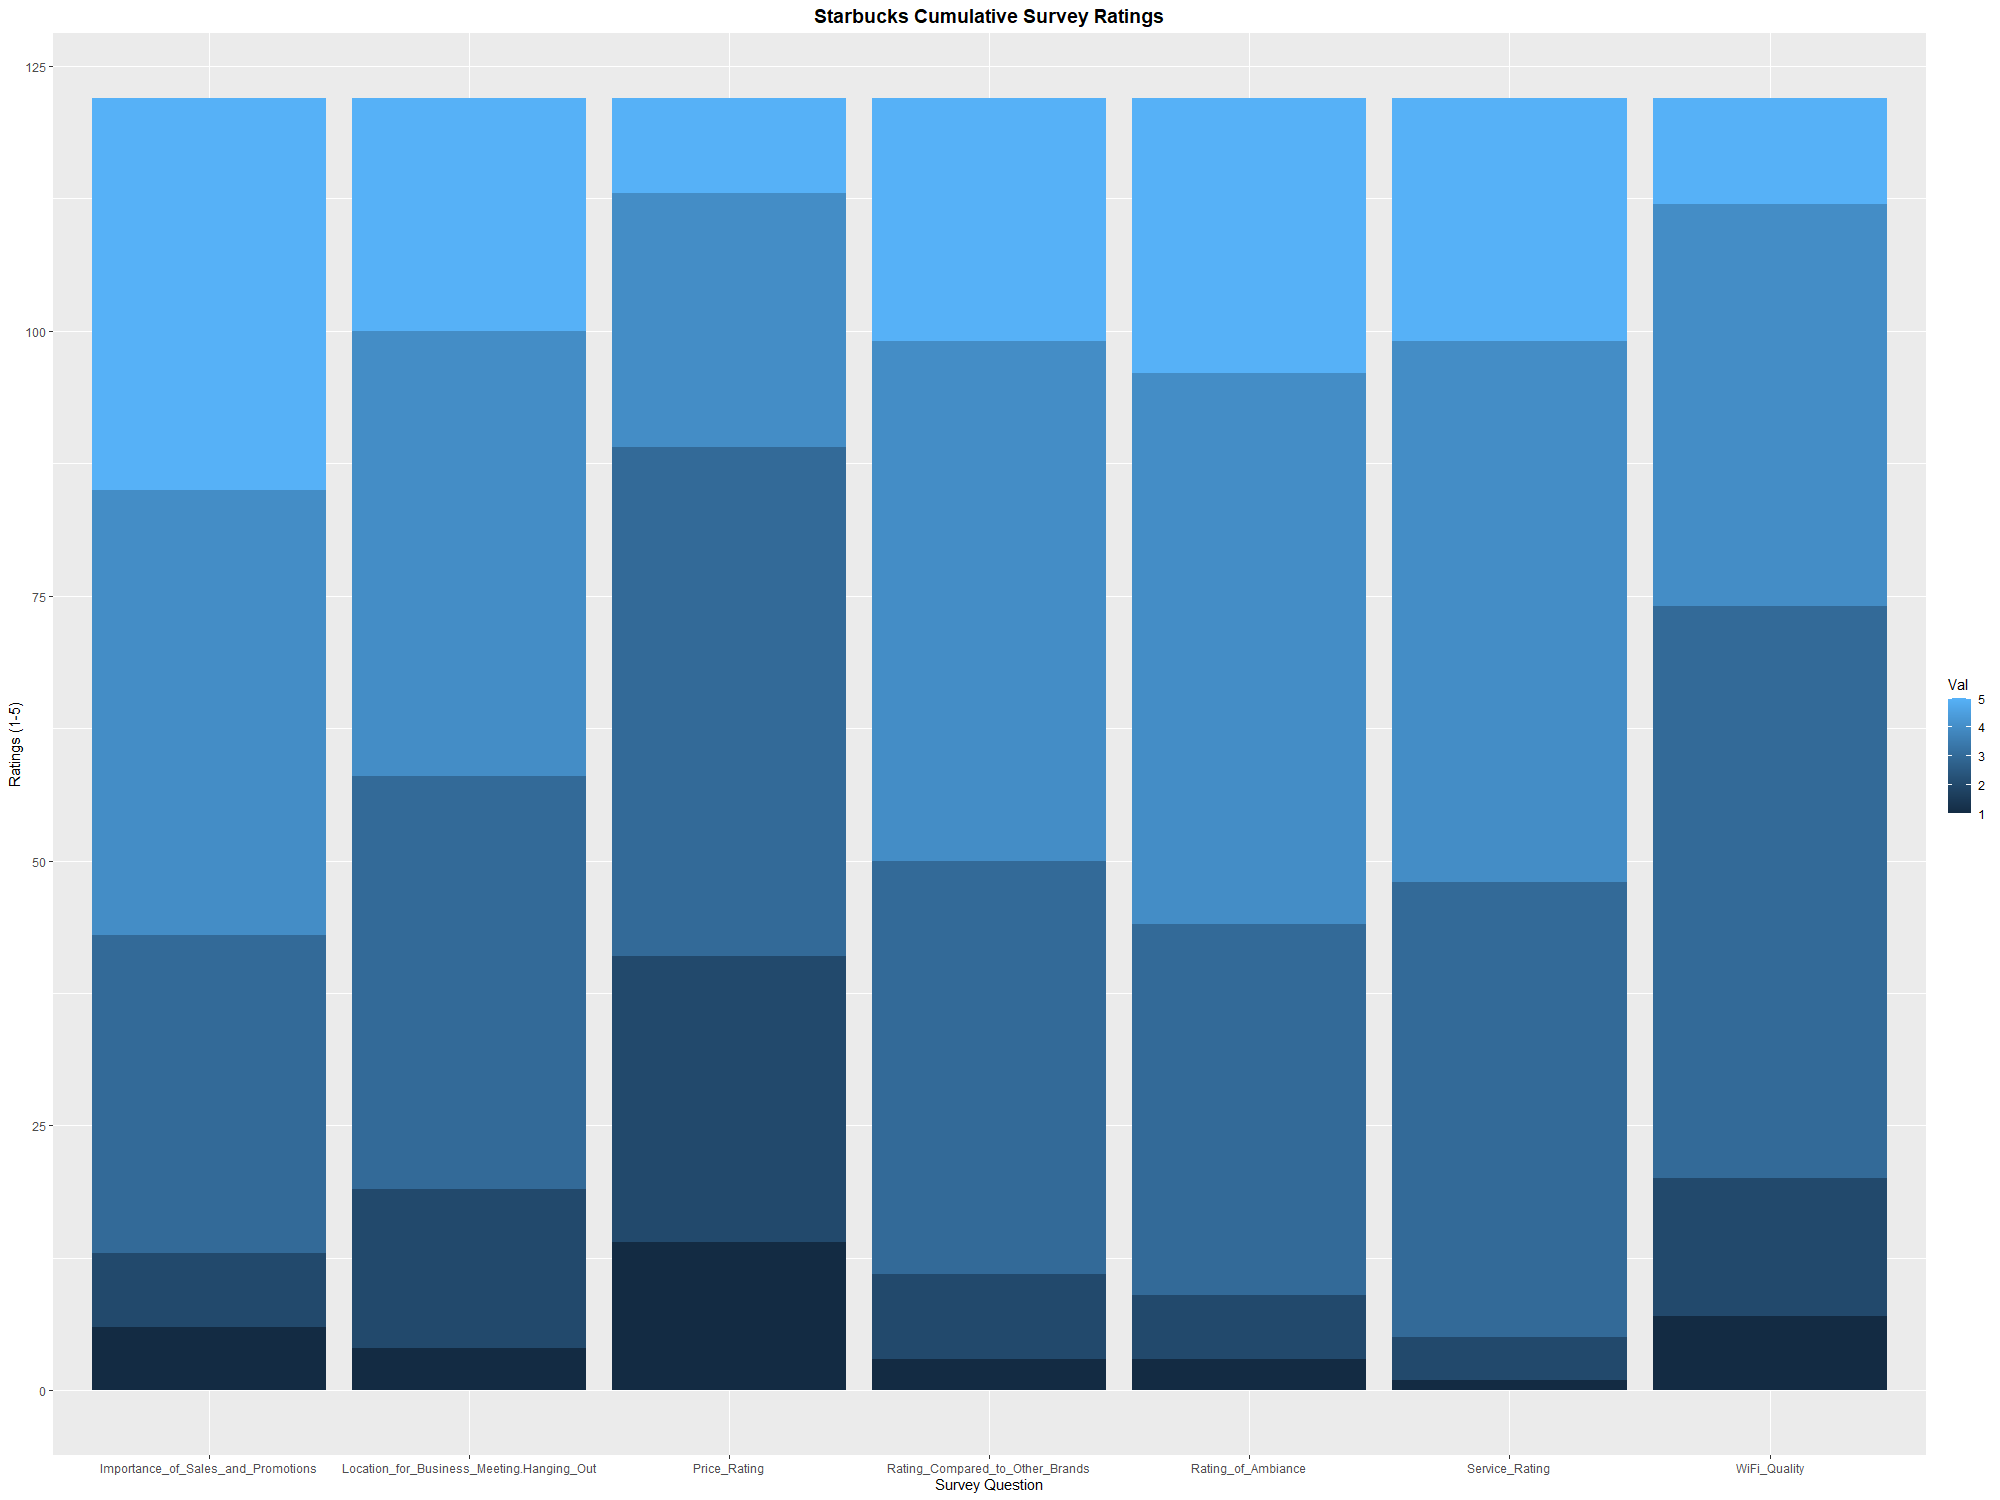 Starbucks Cumulative Survey Ratings
125
100
75
50
25
0
Ratings (1-5)
Importance_of_Sales_and_Promotions
Location_for_Business_Meeting.Hanging_Out
Price_Rating
Rating_Compared_to_Other_Brands
Rating_of_Ambiance
Service_Rating
WiFi_Quality
Survey Question
Val
5
4
3
2
1